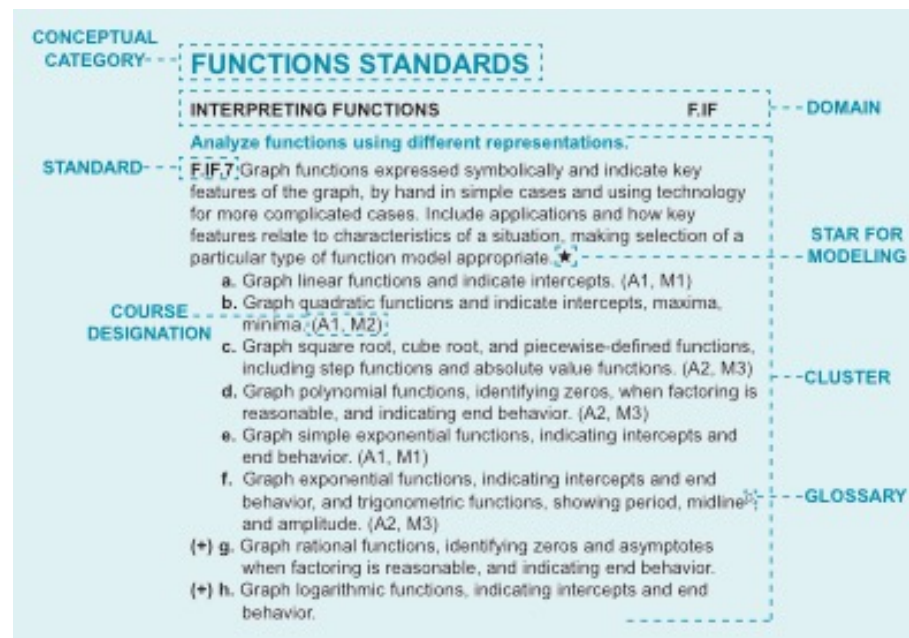 CONCEPTUAL
CATEGORY
FUNCTIONS STANDARDS
INTERPRETING FUNCTIONS F.IF
DOMAIN
Analyze functions using different representations.
STANDARD
F.IF.7 Graph functions expressed symbolically and indicate key
features of the graph, by hand in simple cases and using technology
for more complicated cases. Include applications and how key
features relate to characteristics of a situation, making selection of a
particular type of function model appropriate. ★
STAR FOR
MODELING
a. Graph linear functions and indicate intercepts. (A1, M1)
b. Graph quadratic functions and indicate intercepts, maxima,
minima. (A1, M2)
COURSE
DESIGNATION
c. Graph square root, cube root, and piecewise-defined functions,
including step functions and absolute value functions. (A2, M3)
d. Graph polynomial functions, identifying zeros, when factoring is
reasonable, and indicating end behavior. (A2, M3)
CLUSTER
e. Graph simple exponential functions, indicating intercepts and
end behavior. (A1, M1)
f. Graph exponential functions, indicating intercepts and end
behavior, and trigonometric functions, showing period, midline
and amplitude. (A2, M3)
GLOSSARY
(+) g. Graph rational functions, identifying zeros and asymptotes
when factoring is reasonable, and indicating end behavior.
(+) h. Graph logarithmic functions, indicating intercepts and end
behavior.